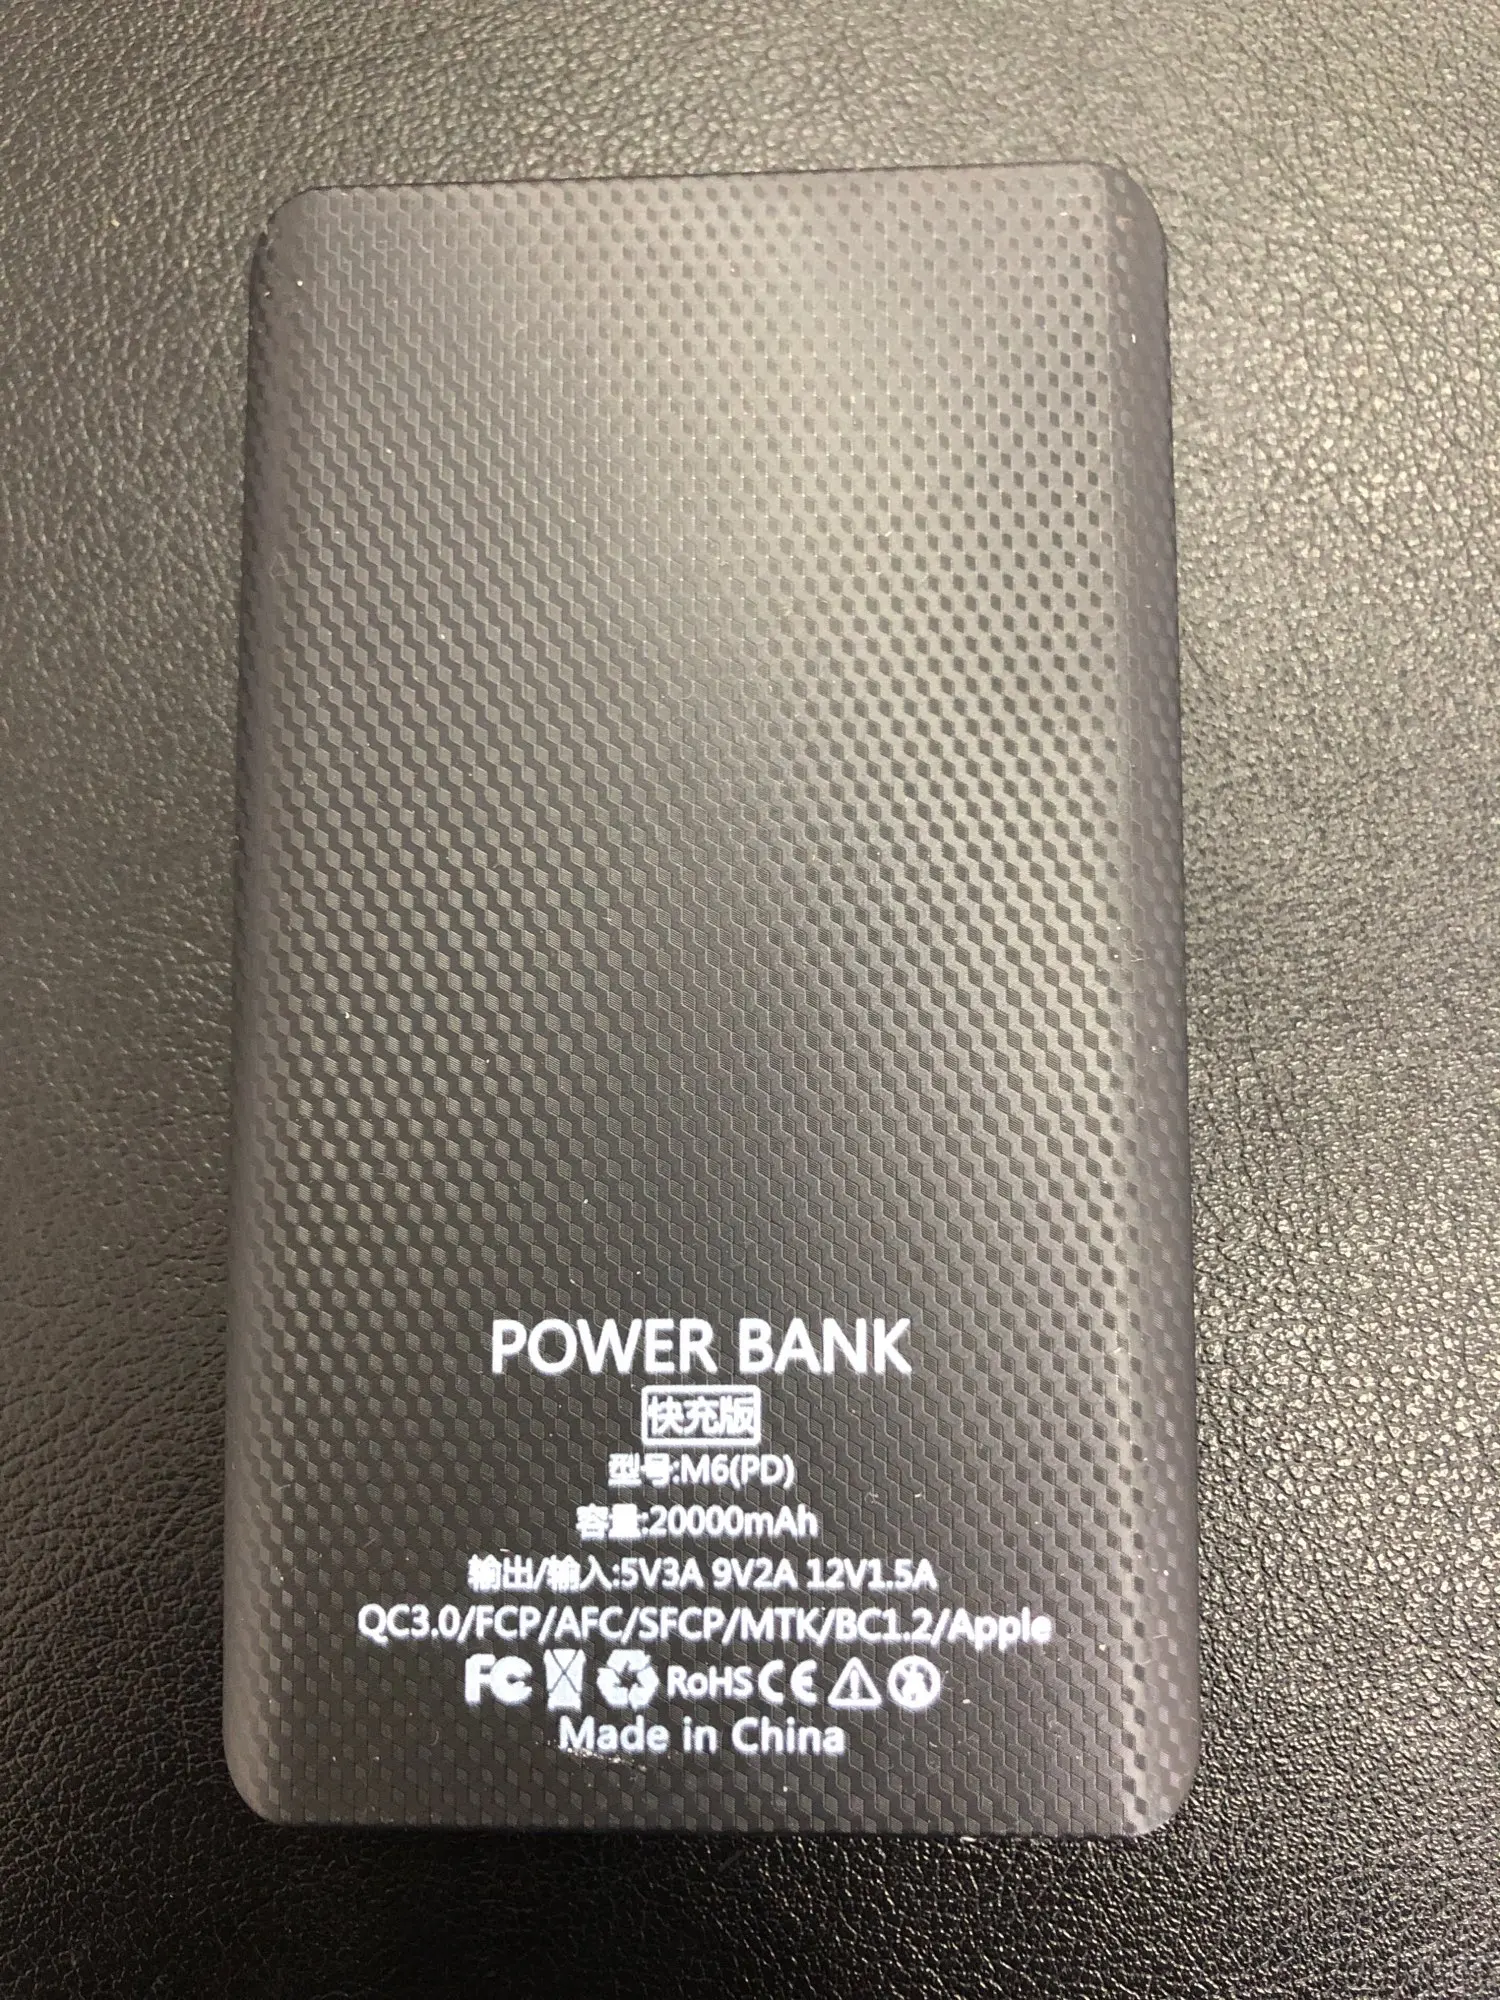 POWER BANK
快充版
型号:M6(PD)
容量:20000mAh
输出/输入:5V3A 9V2A 12V1.5A
QC3.0/FCP/AFC/SFCP/MTK/BC1.2//Apple
FC RoHS CE
Made in China